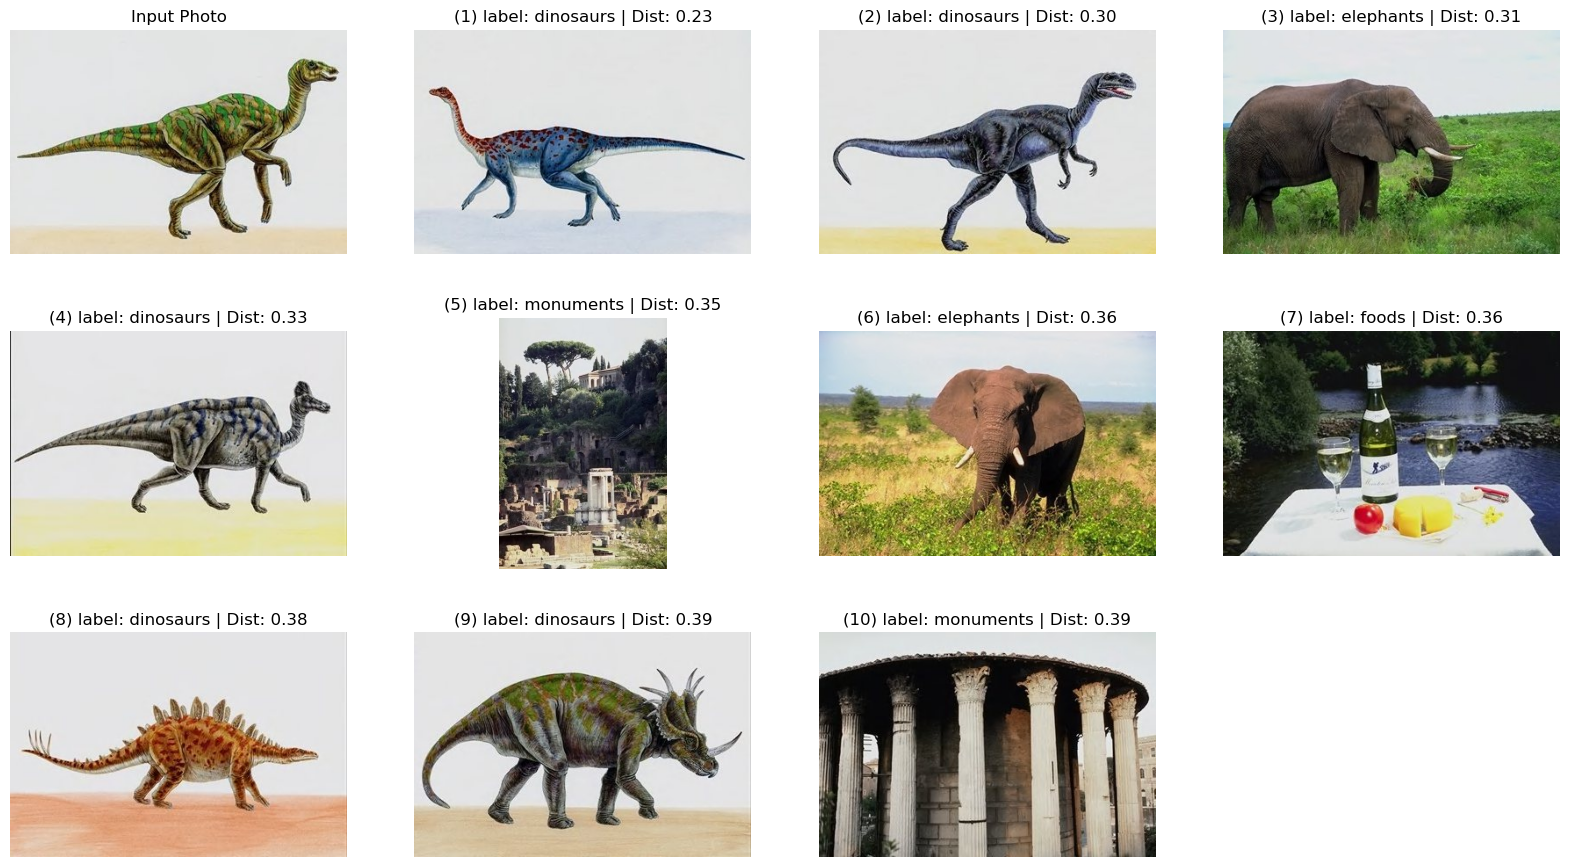 Input Photo
(1) label: dinosaurs | Dist: 0.23
(2) label: dinosaurs | Dist: 0.30
(3) label: elephants | Dist: 0.31
(4) label: dinosaurs | Dist: 0.33
(5) label: monuments | Dist: 0.35
(6) label: elephants | Dist: 0.36
(7) label: foods | Dist: 0.36
(8) label: dinosaurs | Dist: 0.38
(9) label: dinosaurs | Dist: 0.39
(10) label: monuments | Dist: 0.39